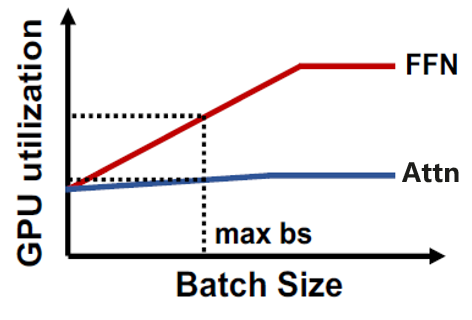 GPU utilization
FFN
Attn
max bs
Batch Size